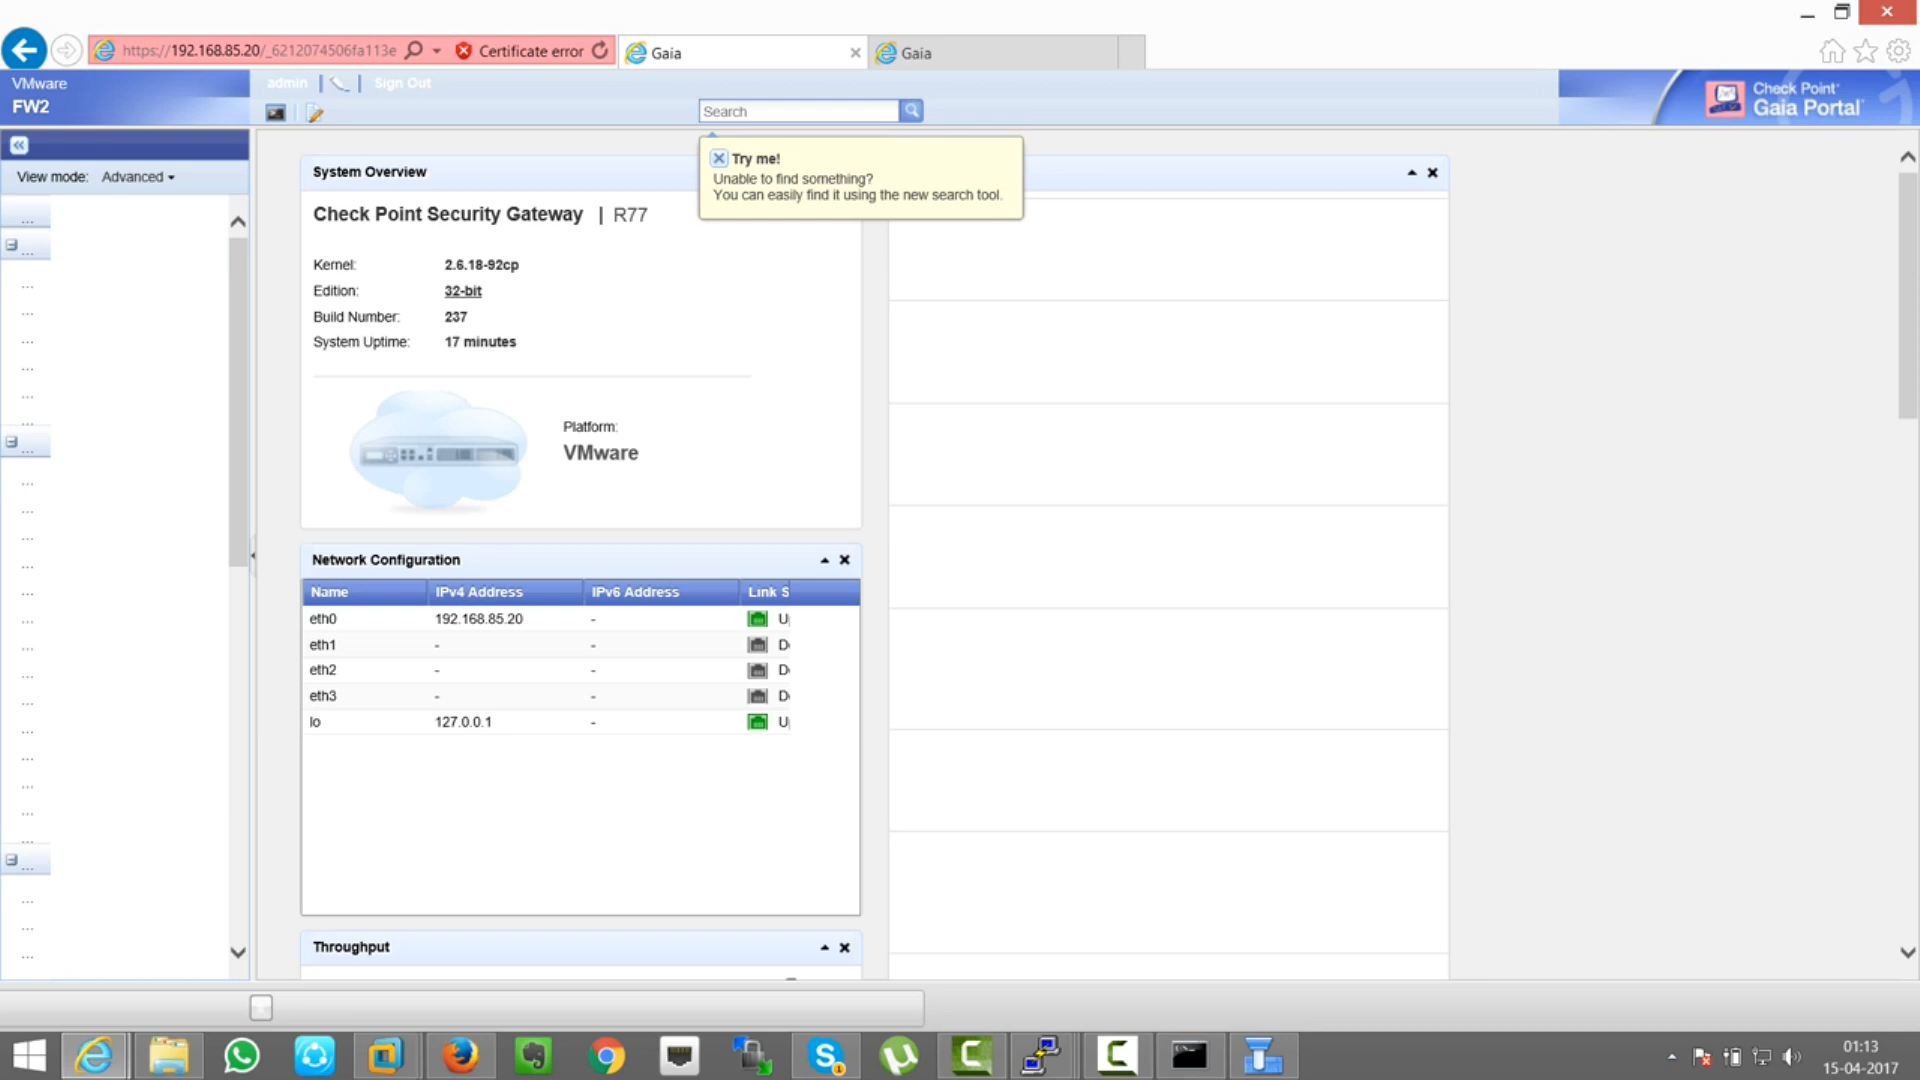 https://192.168.85.20/_6212074506fa113e
Certificate error
Gaia
Gaia
VMware
FW2
admin
Sign Out
Search
Check Point
Gaia Portal
View mode: Advanced
Try me!
Unable to find something?
You can easily find it using the new search tool.
System Overview
Check Point Security Gateway | R77
Kernel: 2.6.18-92cp
Edition: 32-bit
Build Number: 237
System Uptime: 17 minutes
Platform:
VMware
Network Configuration
Name IPv4 Address IPv6 Address Link S
eth0 192.168.85.20 - U
eth1 - - D
eth2 - - D
eth3 - - D
lo 127.0.0.1 - U
Throughput
01:13
15-04-2017